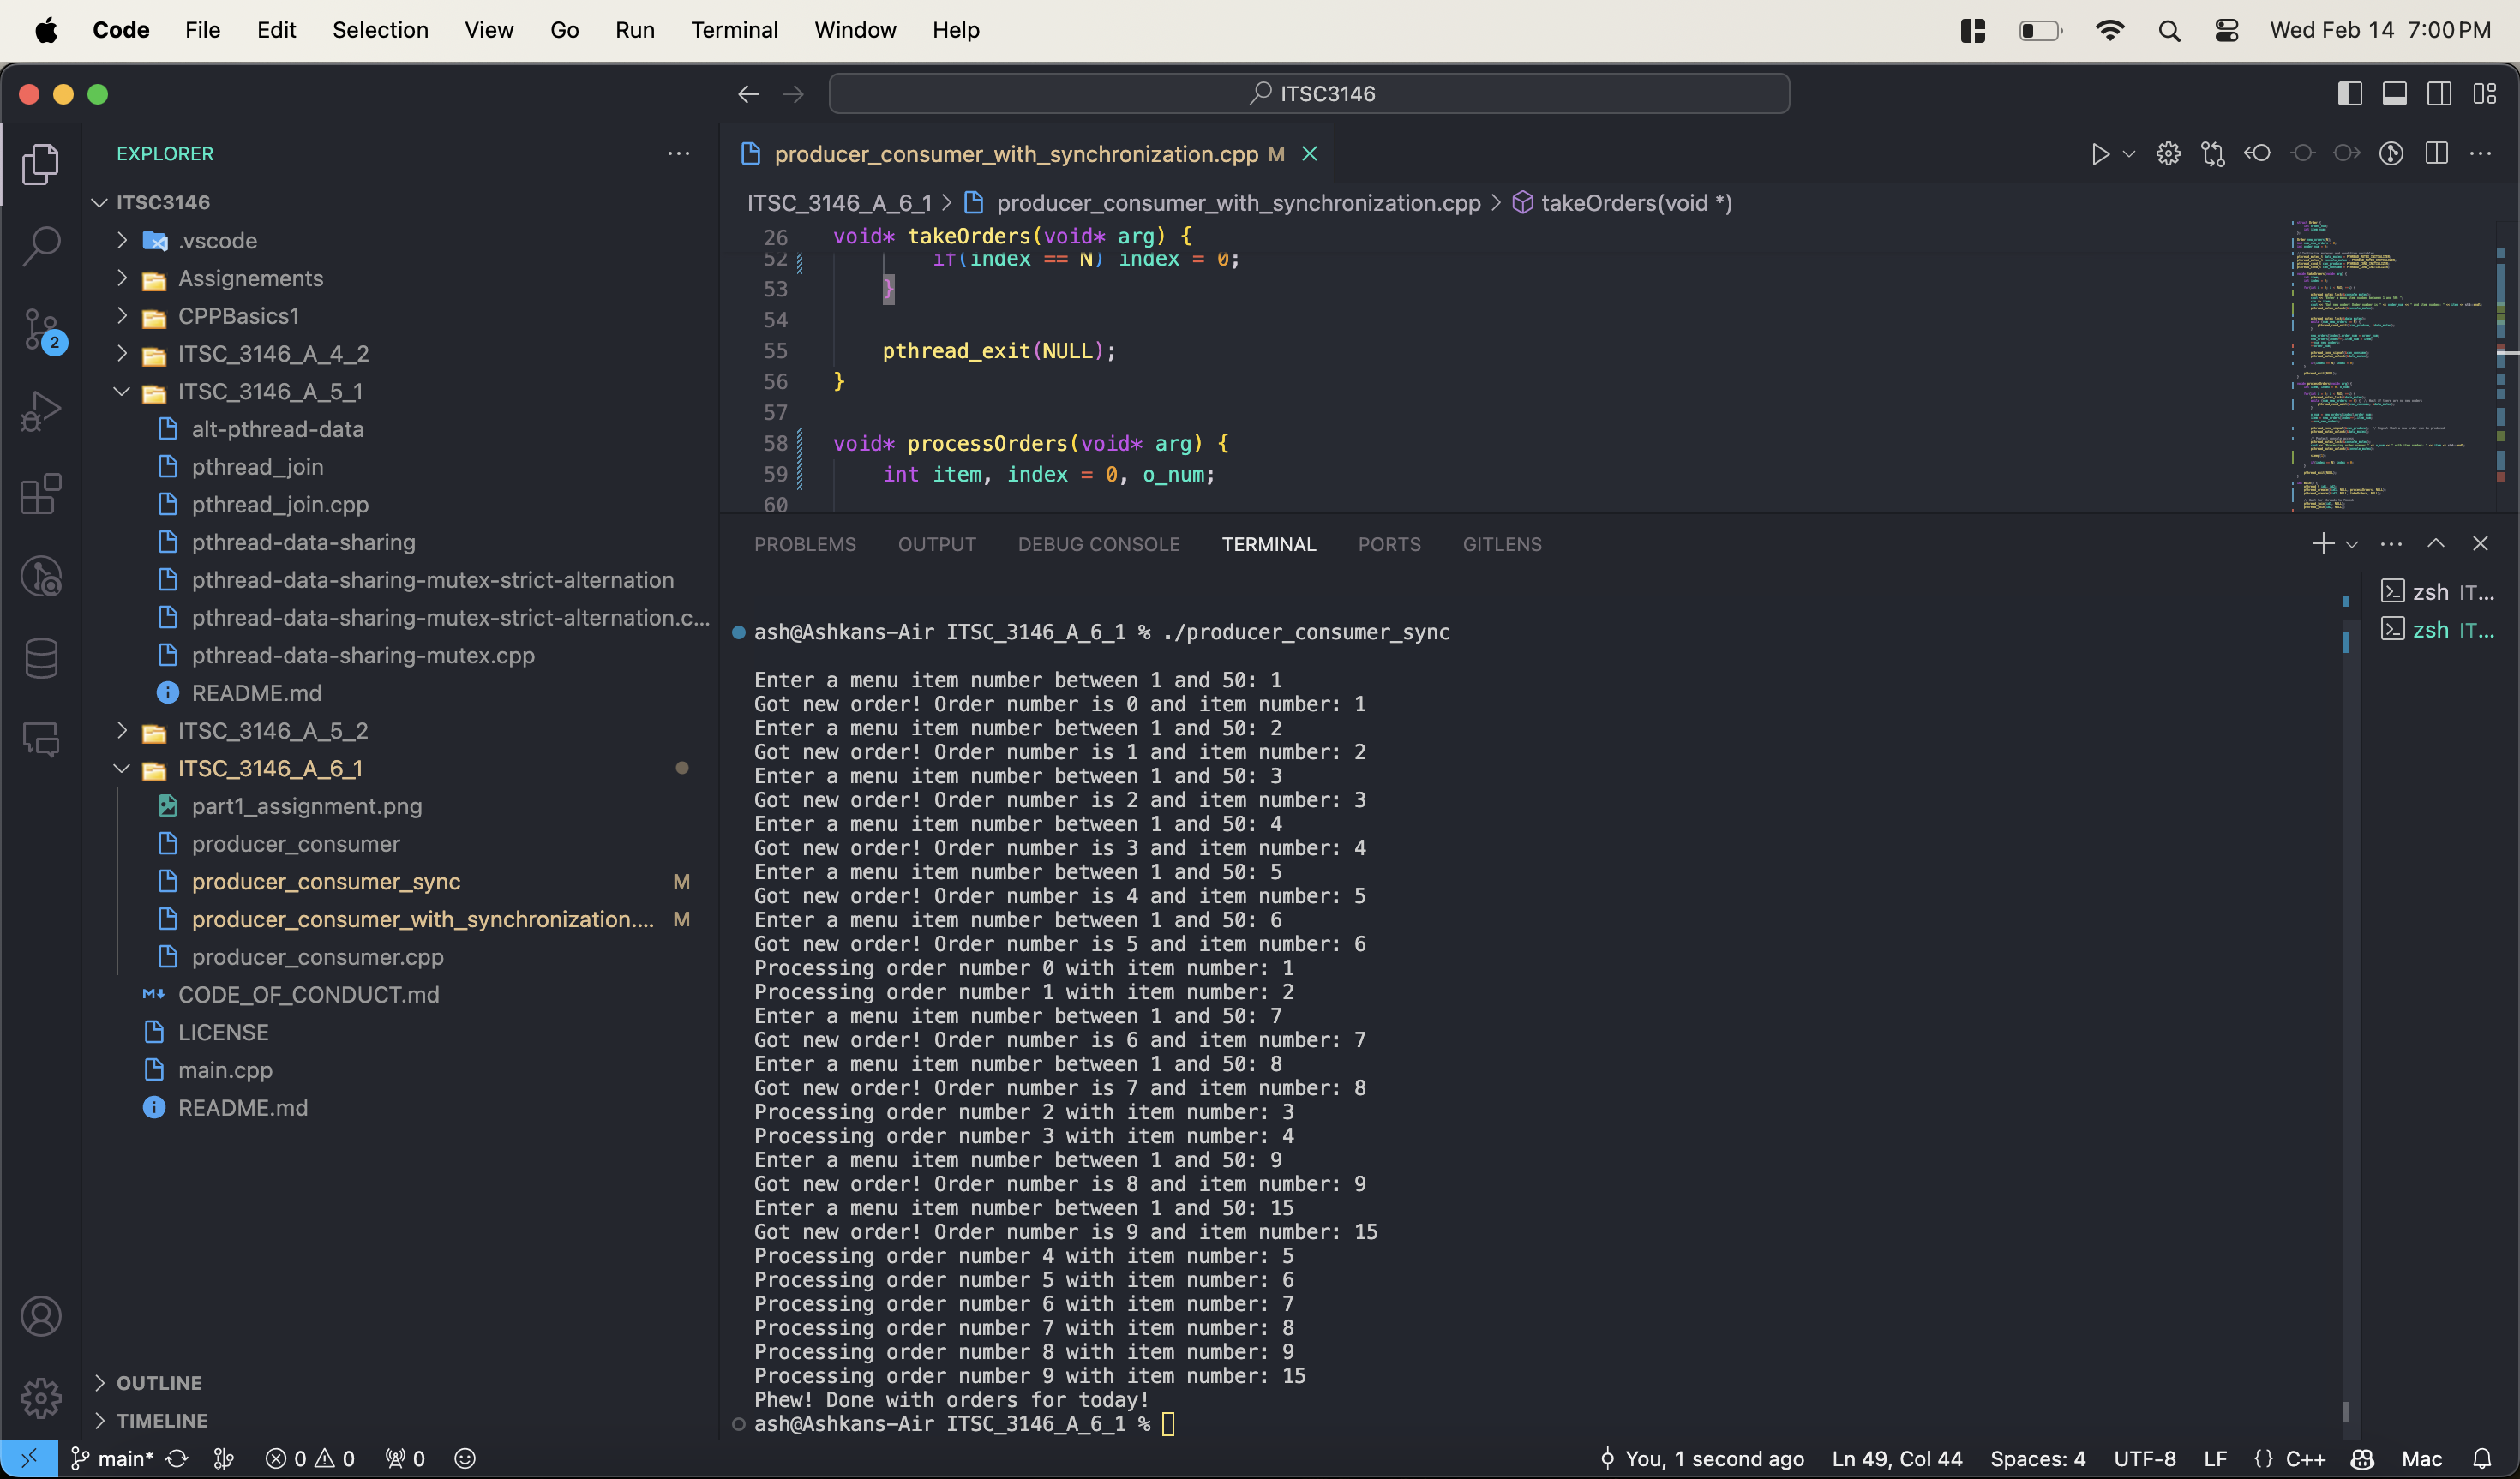 Code File Edit Selection View Go Run Terminal Window Help Wed Feb 14 7:00 PM
ITSC3146
EXPLORER
ITSC3146
.vscode
Assignements
CPPBasics1
ITSC_3146_A_4_2
ITSC_3146_A_5_1
alt-pthread-data
pthread_join
pthread_join.cpp
pthread-data-sharing
pthread-data-sharing-mutex-strict-alternation
pthread-data-sharing-mutex-strict-alternation.c...
pthread-data-sharing-mutex.cpp
README.md
ITSC_3146_A_5_2
ITSC_3146_A_6_1
part1_assignment.png
producer_consumer
producer_consumer_sync M
producer_consumer_with_synchronization.... M
producer_consumer.cpp
CODE_OF_CONDUCT.md
LICENSE
main.cpp
README.md
OUTLINE
TIMELINE
2
producer_consumer_with_synchronization.cpp M
ITSC_3146_A_6_1 > producer_consumer_with_synchronization.cpp > takeOrders(void *)
26 void* takeOrders(void* arg) {
52 if(index == N) index = 0;
53 }
54
55 pthread_exit(NULL);
56 }
57
58 void* processOrders(void* arg) {
59 int item, index = 0, o_num;
60
PROBLEMS OUTPUT DEBUG CONSOLE TERMINAL PORTS GITLENS
zsh IT...
zsh IT...
ash@Ashkans-Air ITSC_3146_A_6_1 % ./producer_consumer_sync
Enter a menu item number between 1 and 50: 1
Got new order! Order number is 0 and item number: 1
Enter a menu item number between 1 and 50: 2
Got new order! Order number is 1 and item number: 2
Enter a menu item number between 1 and 50: 3
Got new order! Order number is 2 and item number: 3
Enter a menu item number between 1 and 50: 4
Got new order! Order number is 3 and item number: 4
Enter a menu item number between 1 and 50: 5
Got new order! Order number is 4 and item number: 5
Enter a menu item number between 1 and 50: 6
Got new order! Order number is 5 and item number: 6
Processing order number 0 with item number: 1
Processing order number 1 with item number: 2
Enter a menu item number between 1 and 50: 7
Got new order! Order number is 6 and item number: 7
Enter a menu item number between 1 and 50: 8
Got new order! Order number is 7 and item number: 8
Processing order number 2 with item number: 3
Processing order number 3 with item number: 4
Enter a menu item number between 1 and 50: 9
Got new order! Order number is 8 and item number: 9
Enter a menu item number between 1 and 50: 15
Got new order! Order number is 9 and item number: 15
Processing order number 4 with item number: 5
Processing order number 5 with item number: 6
Processing order number 6 with item number: 7
Processing order number 7 with item number: 8
Processing order number 8 with item number: 9
Processing order number 9 with item number: 15
Phew! Done with orders for today!
ash@Ashkans-Air ITSC_3146_A_6_1 %
main* 0 0 0 You, 1 second ago Ln 49, Col 44 Spaces: 4 UTF-8 LF {} C++ Mac